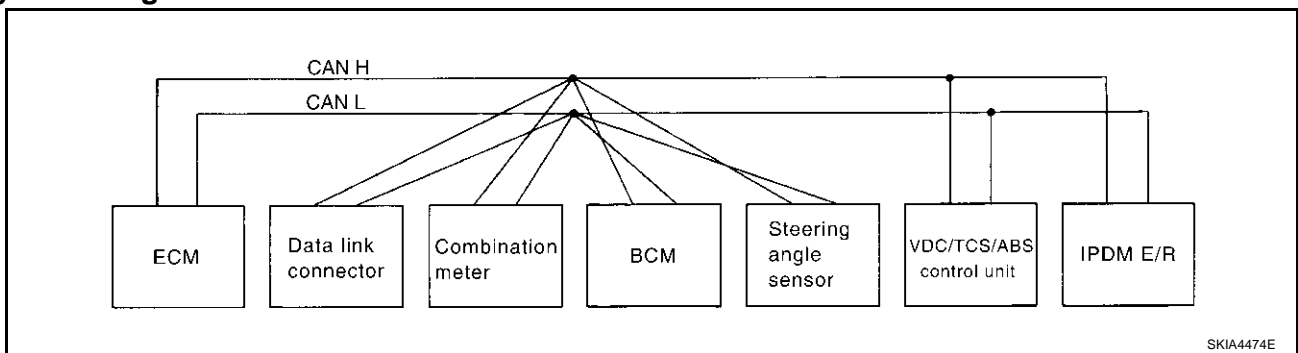 CAN H
CAN L
ECM
Data link
connector
Combination
meter
BCM
Steering
angle
sensor
VDC/TCS/ABS
control unit
IPDM E/R
SKIA4474E